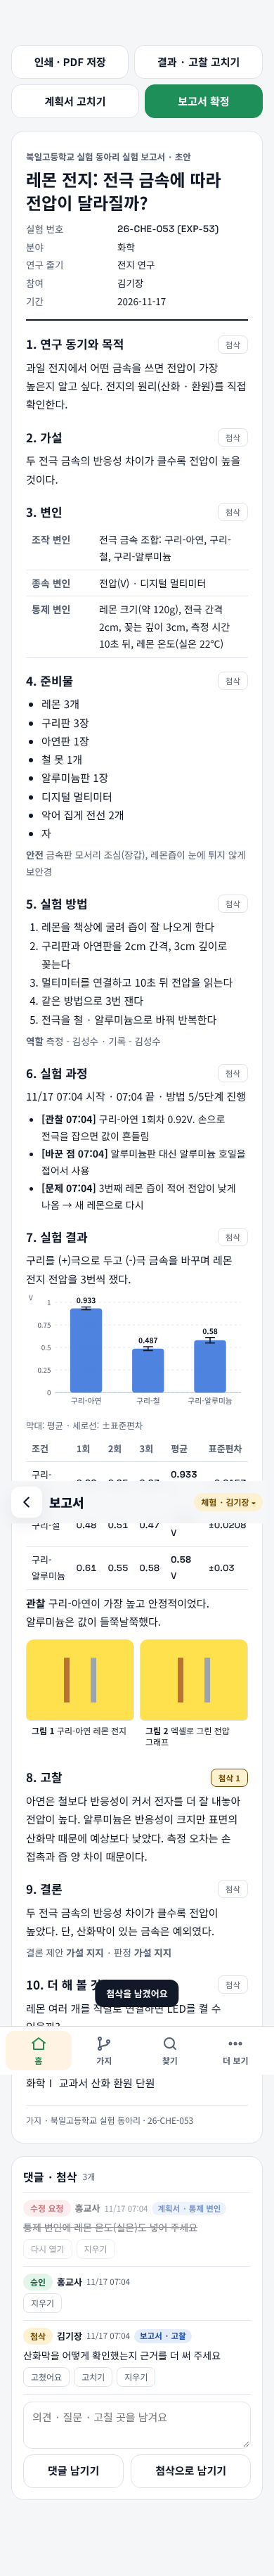 인쇄 · PDF 저장
결과 · 고찰 고치기
계획서 고치기
보고서 확정
북일고등학교 실험 동아리 실험 보고서 · 초안
레몬 전지: 전극 금속에 따라
전압이 달라질까?
실험 번호 26-CHE-053 (EXP-53)
분야 화학
연구 줄기 전지 연구
참여 김기장
기간 2026-11-17
1. 연구 동기와 목적 첨삭
과일 전지에서 어떤 금속을 쓰면 전압이 가장
높은지 알고 싶다. 전지의 원리(산화 · 환원)를 직접
확인한다.
2. 가설 첨삭
두 전극 금속의 반응성 차이가 클수록 전압이 높을
것이다.
3. 변인 첨삭
조작 변인 전극 금속 조합: 구리-아연, 구리-
철, 구리-알루미늄
종속 변인 전압(V) · 디지털 멀티미터
통제 변인 레몬 크기(약 120g), 전극 간격
2cm, 꽂는 깊이 3cm, 측정 시간
10초 뒤, 레몬 온도(실온 22℃)
4. 준비물 첨삭
• 레몬 3개
• 구리판 3장
• 아연판 1장
• 철 못 1개
• 알루미늄판 1장
• 디지털 멀티미터
• 악어 집게 전선 2개
• 자
안전 금속판 모서리 조심(장갑), 레몬즙이 눈에 튀지 않게
보안경
5. 실험 방법 첨삭
1. 레몬을 책상에 굴려 즙이 잘 나오게 한다
2. 구리판과 아연판을 2cm 간격, 3cm 깊이로
꽂는다
3. 멀티미터를 연결하고 10초 뒤 전압을 읽는다
4. 같은 방법으로 3번 잰다
5. 전극을 철 · 알루미늄으로 바꿔 반복한다
역할 측정 - 김성수 · 기록 - 김성수
6. 실험 과정 첨삭
11/17 07:04 시작 · 07:04 끝 · 방법 5/5단계 진행
• [관찰 07:04] 구리-아연 1회차 0.92V. 손으로
전극을 잡으면 값이 흔들림
• [바꾼 점 07:04] 알루미늄판 대신 알루미늄 호일을
접어서 사용
• [문제 07:04] 3번째 레몬 즙이 적어 전압이 낮게
나옴 → 새 레몬으로 다시
7. 실험 결과 첨삭
구리를 (+)극으로 두고 (-)극 금속을 바꾸며 레몬
전지 전압을 3번씩 쟀다.
V
1
0.75
0.5
0.25
0
0.933
0.487
0.58
구리-아연
구리-철
구리-알루미늄
막대: 평균 · 세로선: ±표준편차
조건 1회 2회 3회 평균 표준편차
구리-
0.933
보고서
체험 · 김기장
구리-철 0.48 0.51 0.47 V ±0.0208
구리-
알루미늄 0.61 0.55 0.58 0.58
V ±0.03
관찰 구리-아연이 가장 높고 안정적이었다.
알루미늄은 값이 들쭉날쭉했다.
그림 1 구리-아연 레몬 전지
그림 2 엑셀로 그린 전압
그래프
8. 고찰 첨삭 1
아연은 철보다 반응성이 커서 전자를 더 잘 내놓아
전압이 높다. 알루미늄은 반응성이 크지만 표면의
산화막 때문에 예상보다 낮았다. 측정 오차는 손
접촉과 즙 양 차이 때문이다.
9. 결론 첨삭
두 전극 금속의 반응성 차이가 클수록 전압이
높았다. 단, 산화막이 있는 금속은 예외였다.
결론 제안 가설 지지 · 판정 가설 지지
10. 더 해 볼 첨삭
첨삭을 남겼어요
레몬 여러 개를 직렬로 연결하면 LED를 켤 수
홈
가지
찾기
더 보기
화학Ⅰ 교과서 산화 환원 단원
가지 · 북일고등학교 실험 동아리 · 26-CHE-053
댓글 · 첨삭 3개
수정 요청 홍교사 11/17 07:04 계획서 · 통제 변인
통제 변인에 레몬 온도(실온)도 넣어 주세요
다시 열기 지우기
승인 홍교사 11/17 07:04
지우기
첨삭 김기장 11/17 07:04 보고서 · 고찰
산화막을 어떻게 확인했는지 근거를 더 써 주세요
고쳤어요 고치기 지우기
의견 · 질문 · 고칠 곳을 남겨요
댓글 남기기
첨삭으로 남기기